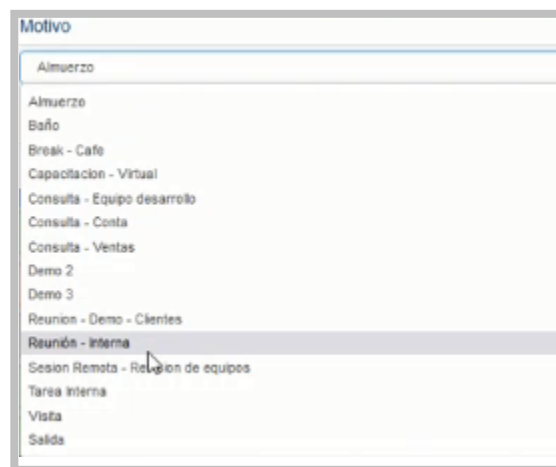 Motivo
Almuerzo
Almuerzo
Baño
Break - Cafe
Capacitacion - Virtual
Consulta - Equipo desarrollo
Consulta - Conta
Consulta - Ventas
Demo 2
Demo 3
Reunion - Demo - Clientes
Reunión - Interna
Sesion Remota - Revision de equipos
Tarea Interna
Visita
Salida